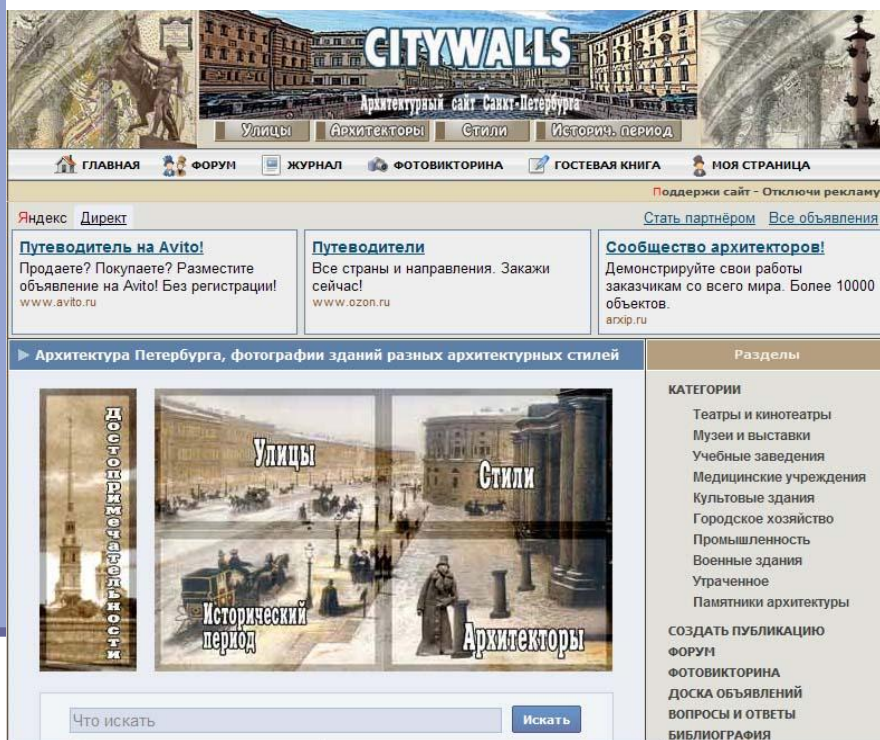 CITYWALLS
Архитектурный сайт Санкт-Петербурга
Улицы Архитекторы Стили Историч. период
ГЛАВНАЯ ФОРУМ ЖУРНАЛ ФОТОВИКТОРИНА ГОСТЕВАЯ КНИГА МОЯ СТРАНИЦА
Поддержи сайт - Отключи рекламу
Яндекс Директ Стать партнёром Все объявления
Путеводитель на Avito!
Продаете? Покупаете? Разместите
объявление на Avito! Без регистрации!
www.avito.ru
Путеводители
Все страны и направления. Закажи
сейчас!
www.ozon.ru
Сообщество архитекторов!
Демонстрируйте свои работы
заказчикам со всего мира. Более 10000
объектов.
arxip.ru
Архитектура Петербурга, фотографии зданий разных архитектурных стилей
Достопримечательности
Улицы
Стили
Исторический
период
Архитекторы
Что искать Искать
Разделы
КАТЕГОРИИ
Театры и кинотеатры
Музеи и выставки
Учебные заведения
Медицинские учреждения
Культовые здания
Городское хозяйство
Промышленность
Военные здания
Утраченное
Памятники архитектуры
СОЗДАТЬ ПУБЛИКАЦИЮ
ФОРУМ
ФОТОВИКТОРИНА
ДОСКА ОБЪЯВЛЕНИЙ
ВОПРОСЫ И ОТВЕТЫ
БИБЛИОГРАФИЯ